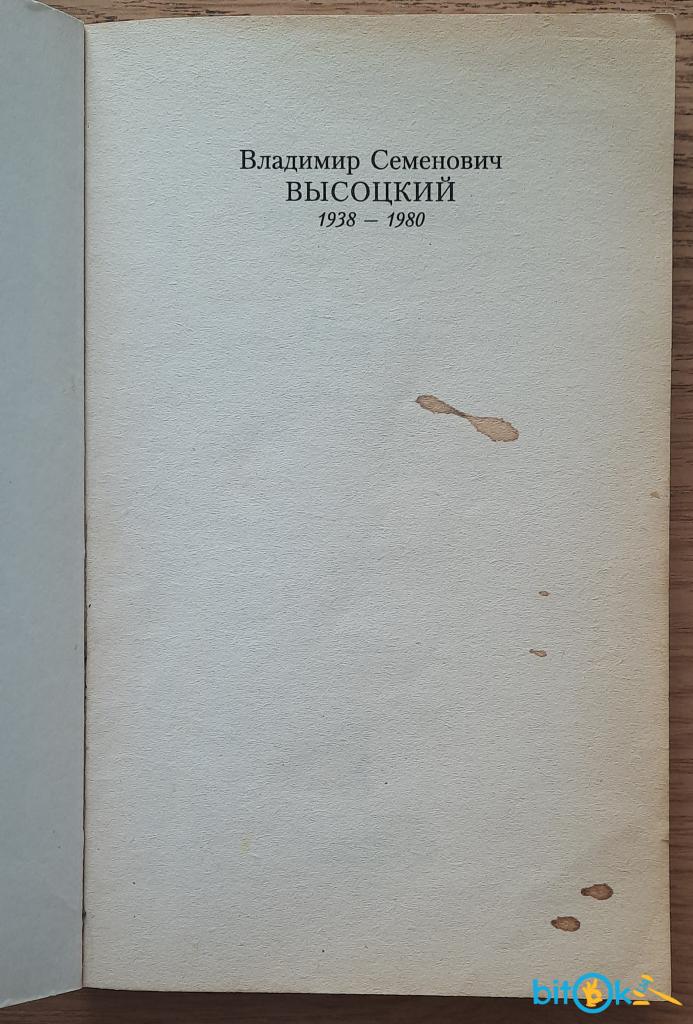 Владимир Семенович
ВЫСОЦКИЙ
1938 — 1980
bitOk